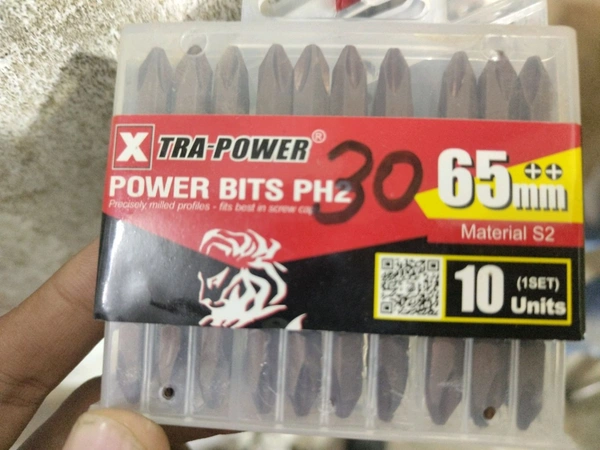 X TRA-POWER®
POWER BITS PH2
Precisely milled profiles - fits best in screw cap
30
65mm
++
Material S2
10 (1SET)
Units